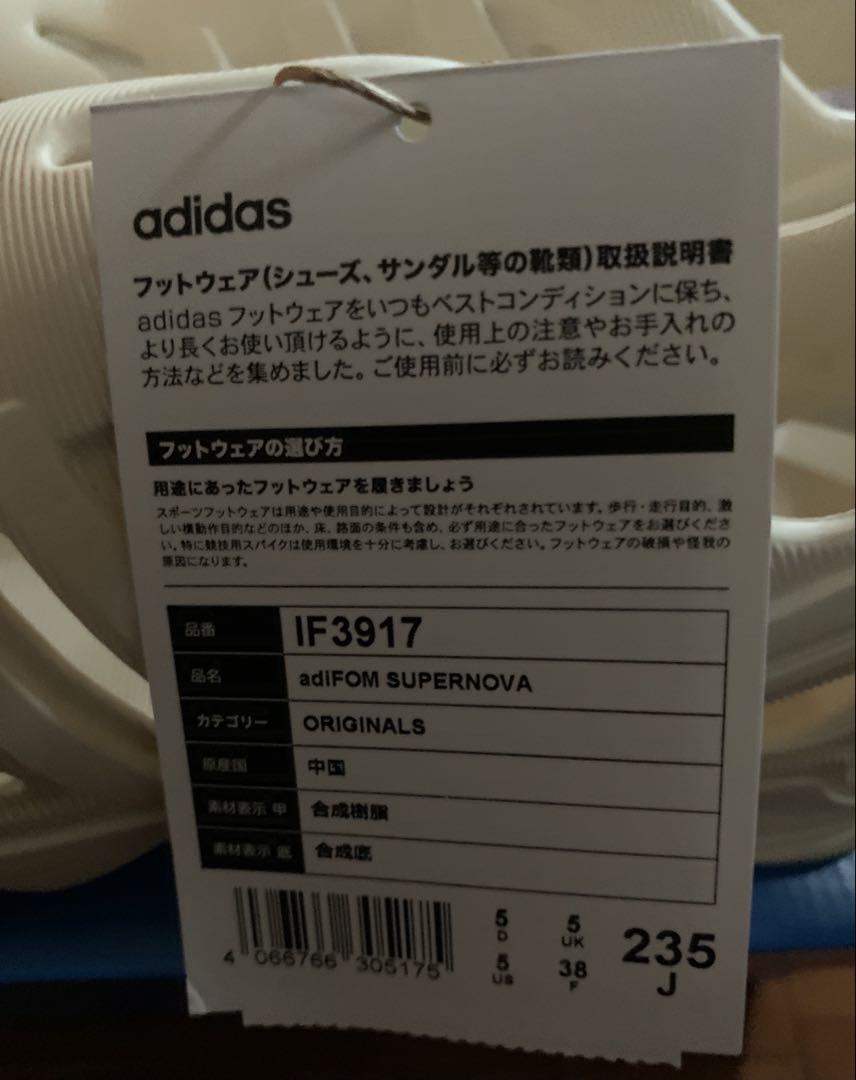 adidas
フットウェア(シューズ、サンダル等の靴類)取扱説明書
adidas フットウェアをいつもベストコンディションに保ち、
より長くお使い頂けるように、使用上の注意やお手入れの
方法などを集めました。ご使用前に必ずお読みください。
フットウェアの選び方
用途にあったフットウェアを履きましょう
スポーツフットウェアは用途や使用目的によって設計がそれぞれされています。歩行・走行目的、激
しい横動作目的などのほか、床、路面の条件も含め、必ず用途に合ったフットウェアをお選びくださ
い。特に競技用スパイクは使用環境を十分に考慮し、お選びください。フットウェアの破損や怪我の
原因になります。
品番 IF3917
品名 adiFOM SUPERNOVA
カテゴリー ORIGINALS
原産国 中国
素材表示 甲 合成樹脂
素材表示 底 合成底
4 066766 305175
5 D 5 UK
5 US 38 F
235 J